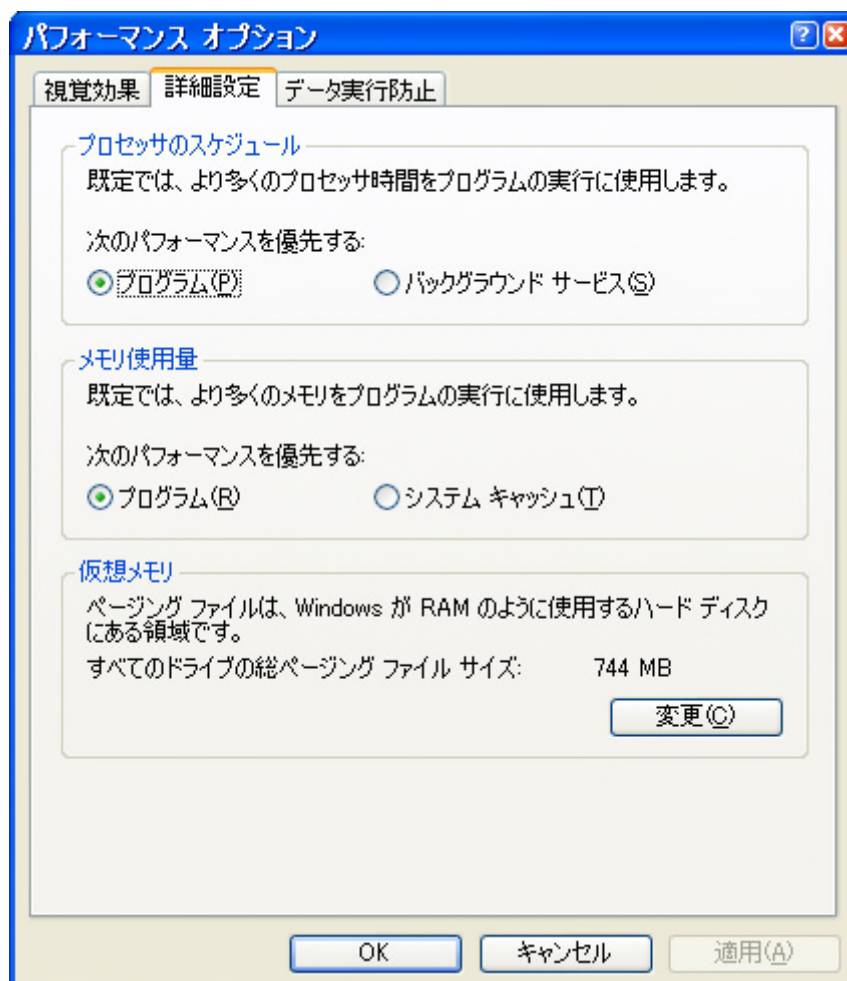 パフォーマンス オプション
視覚効果 詳細設定 データ実行防止
プロセッサのスケジュール
既定では、より多くのプロセッサ時間をプログラムの実行に使用します。
次のパフォーマンスを優先する:
プログラム(P) バックグラウンド サービス(S)
メモリ使用量
既定では、より多くのメモリをプログラムの実行に使用します。
次のパフォーマンスを優先する:
プログラム(R) システム キャッシュ(T)
仮想メモリ
ページング ファイルは、Windows が RAM のように使用するハード ディスク
にある領域です。
すべてのドライブの総ページング ファイル サイズ: 744 MB
変更(C)
OK キャンセル 適用(A)